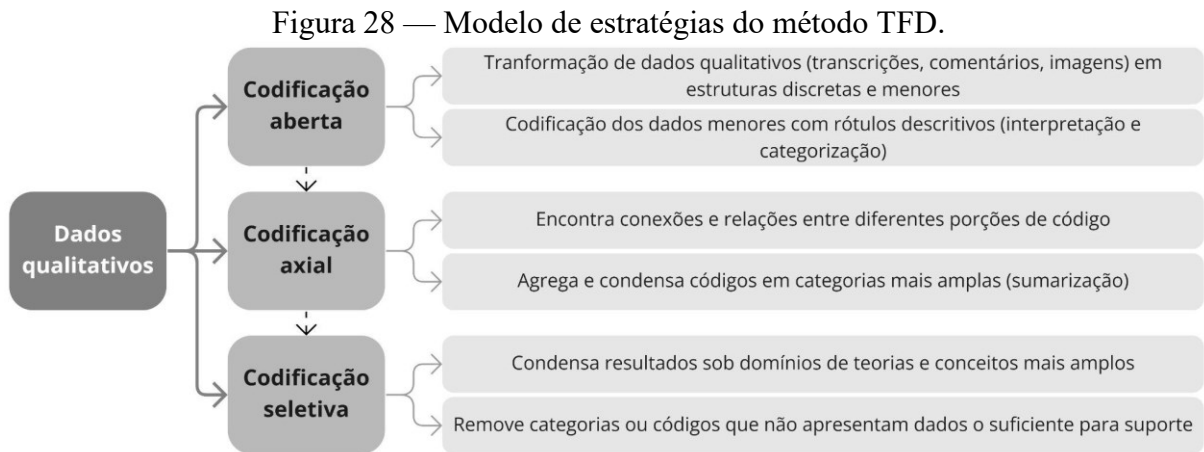 Figura 28 — Modelo de estratégias do método TFD.
Tranformação de dados qualitativos (transcrições, comentários, imagens) em
estruturas discretas e menores
Codificação
aberta
Codificação dos dados menores com rótulos descritivos (interpretação e
categorização)
Dados
qualitativos
Codificação
axial
Encontra conexões e relações entre diferentes porções de código
Agrega e condensa códigos em categorias mais amplas (sumarização)
Codificação
seletiva
Condensa resultados sob domínios de teorias e conceitos mais amplos
Remove categorias ou códigos que não apresentam dados o suficiente para suporte